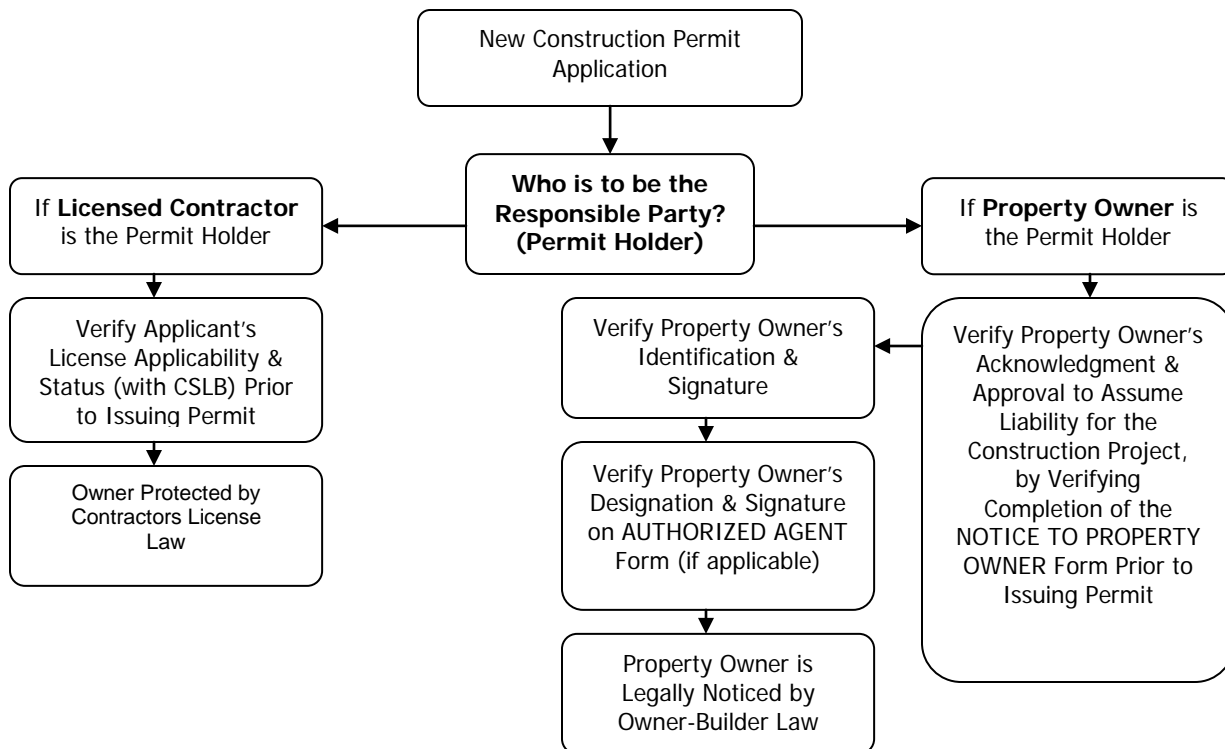 New Construction Permit
Application
Who is to be the
Responsible Party?
(Permit Holder)
If Licensed Contractor
is the Permit Holder
If Property Owner is
the Permit Holder
Verify Applicant's
License Applicability &
Status (with CSLB) Prior
to Issuing Permit
Owner Protected by
Contractors License
Law
Verify Property Owner's
Acknowledgment &
Approval to Assume
Liability for the
Construction Project,
by Verifying
Completion of the
NOTICE TO PROPERTY
OWNER Form Prior to
Issuing Permit
Verify Property Owner's
Identification &
Signature
Verify Property Owner's
Designation & Signature
on AUTHORIZED AGENT
Form (if applicable)
Property Owner is
Legally Noticed by
Owner-Builder Law